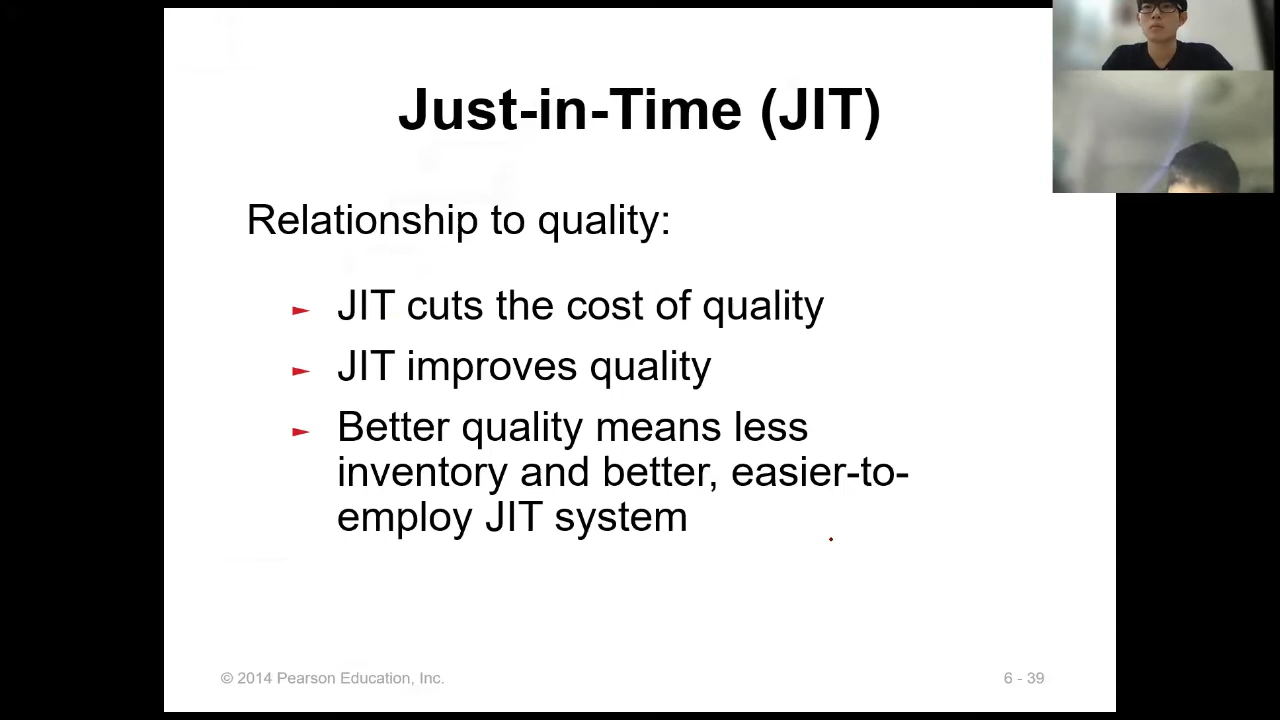 Just-in-Time (JIT)
Relationship to quality:
► JIT cuts the cost of quality
► JIT improves quality
► Better quality means less
inventory and better, easier-to-
employ JIT system
© 2014 Pearson Education, Inc.
6 - 39